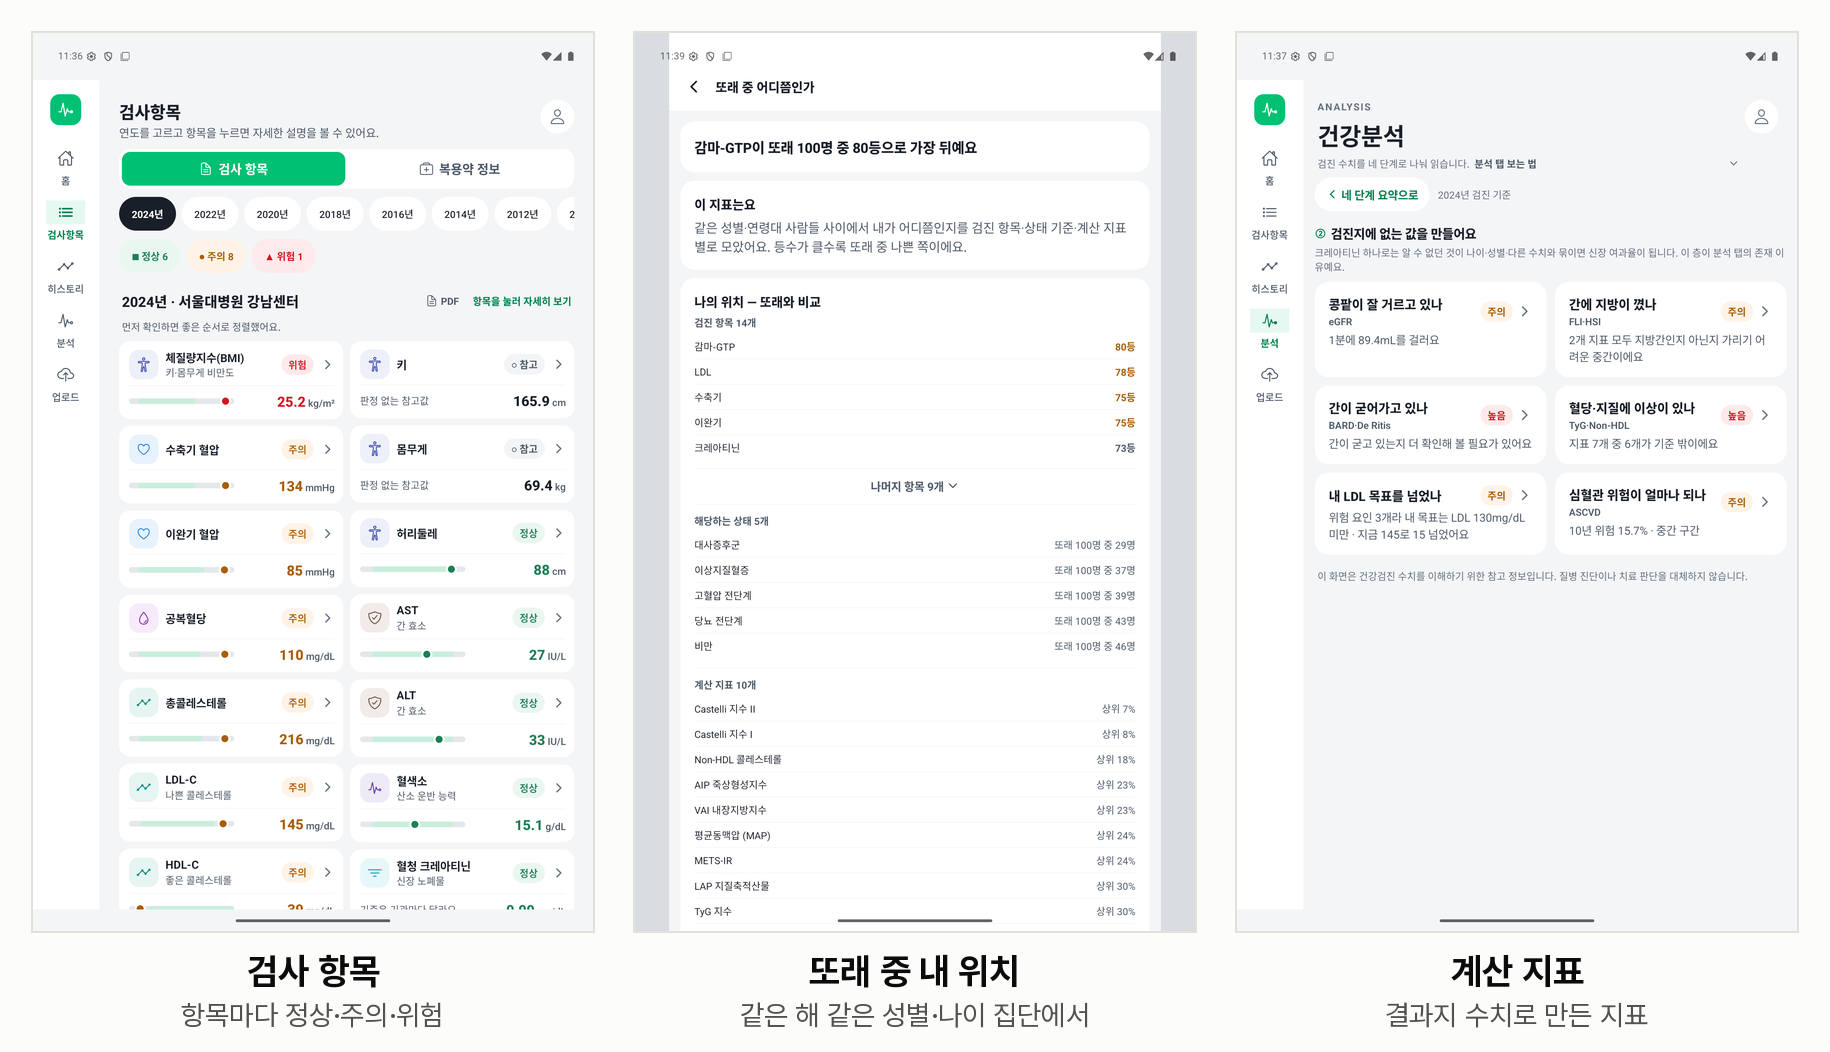 11:36
검사항목
연도를 고르고 항목을 누르면 자세한 설명을 볼 수 있어요.
검사 항목
복용약 정보
2024년
2022년
2020년
2018년
2016년
2014년
2012년
2
■ 정상 6
● 주의 8
▲ 위험 1
홈
검사항목
히스토리
분석
업로드
2024년 · 서울대병원 강남센터
PDF
항목을 눌러 자세히 보기
먼저 확인하면 좋은 순서로 정렬했어요.
체질량지수(BMI)
키·몸무게 비만도
위험
25.2 kg/m²
키
○ 참고
판정 없는 참고값
165.9 cm
수축기 혈압
주의
134 mmHg
몸무게
○ 참고
판정 없는 참고값
69.4 kg
이완기 혈압
주의
85 mmHg
허리둘레
정상
88 cm
공복혈당
주의
110 mg/dL
AST
간 효소
정상
27 IU/L
총콜레스테롤
주의
216 mg/dL
ALT
간 효소
정상
33 IU/L
LDL-C
나쁜 콜레스테롤
주의
145 mg/dL
혈색소
산소 운반 능력
정상
15.1 g/dL
HDL-C
좋은 콜레스테롤
주의
혈청 크레아티닌
신장 노폐물
정상
검사 항목
항목마다 정상·주의·위험
11:39
또래 중 어디쯤인가
감마-GTP이 또래 100명 중 80등으로 가장 뒤예요
이 지표는요
같은 성별·연령대 사람들 사이에서 내가 어디쯤인지를 검진 항목·상태 기준·계산 지표
별로 모았어요. 등수가 클수록 또래 중 나쁜 쪽이에요.
나의 위치 — 또래와 비교
검진 항목 14개
감마-GTP 80등
LDL 78등
수축기 75등
이완기 75등
크레아티닌 73등
나머지 항목 9개
해당하는 상태 5개
대사증후군 또래 100명 중 29명
이상지질혈증 또래 100명 중 37명
고혈압 전단계 또래 100명 중 39명
당뇨 전단계 또래 100명 중 43명
비만 또래 100명 중 46명
계산 지표 10개
Castelli 지수 II 상위 7%
Castelli 지수 I 상위 8%
Non-HDL 콜레스테롤 상위 18%
AIP 죽상형성지수 상위 23%
VAI 내장지방지수 상위 23%
평균동맥압 (MAP) 상위 24%
METS-IR 상위 24%
LAP 지질축적산물 상위 30%
TyG 지수 상위 30%
또래 중 내 위치
같은 해 같은 성별·나이 집단에서
11:37
홈
검사항목
히스토리
분석
업로드
ANALYSIS
건강분석
검진 수치를 네 단계로 나눠 읽습니다. 분석 탭 보는 법
네 단계 요약으로
2024년 검진 기준
② 검진지에 없는 값을 만들어요
크레아티닌 하나로는 알 수 없던 것이 나이·성별·다른 수치와 묶이면 신장 여과율이 됩니다. 이 층이 분석 탭의 존재 이
유예요.
콩팥이 잘 거르고 있나
eGFR
주의
1분에 89.4mL를 걸러요
간에 지방이 꼈나
FLI·HSI
주의
2개 지표 모두 지방간인지 아닌지 가리기 어
려운 중간이에요
간이 굳어가고 있나
BARD·De Ritis
높음
간이 굳고 있는지 더 확인해 볼 필요가 있어요
혈당·지질에 이상이 있나
TyG·Non-HDL
높음
지표 7개 중 6개가 기준 밖이에요
내 LDL 목표를 넘었나
주의
위험 요인 3개라 내 목표는 LDL 130mg/dL
미만 · 지금 145로 15 넘었어요
심혈관 위험이 얼마나 되나
ASCVD
주의
10년 위험 15.7% · 중간 구간
이 화면은 건강검진 수치를 이해하기 위한 참고 정보입니다. 질병 진단이나 치료 판단을 대체하지 않습니다.
계산 지표
결과지 수치로 만든 지표